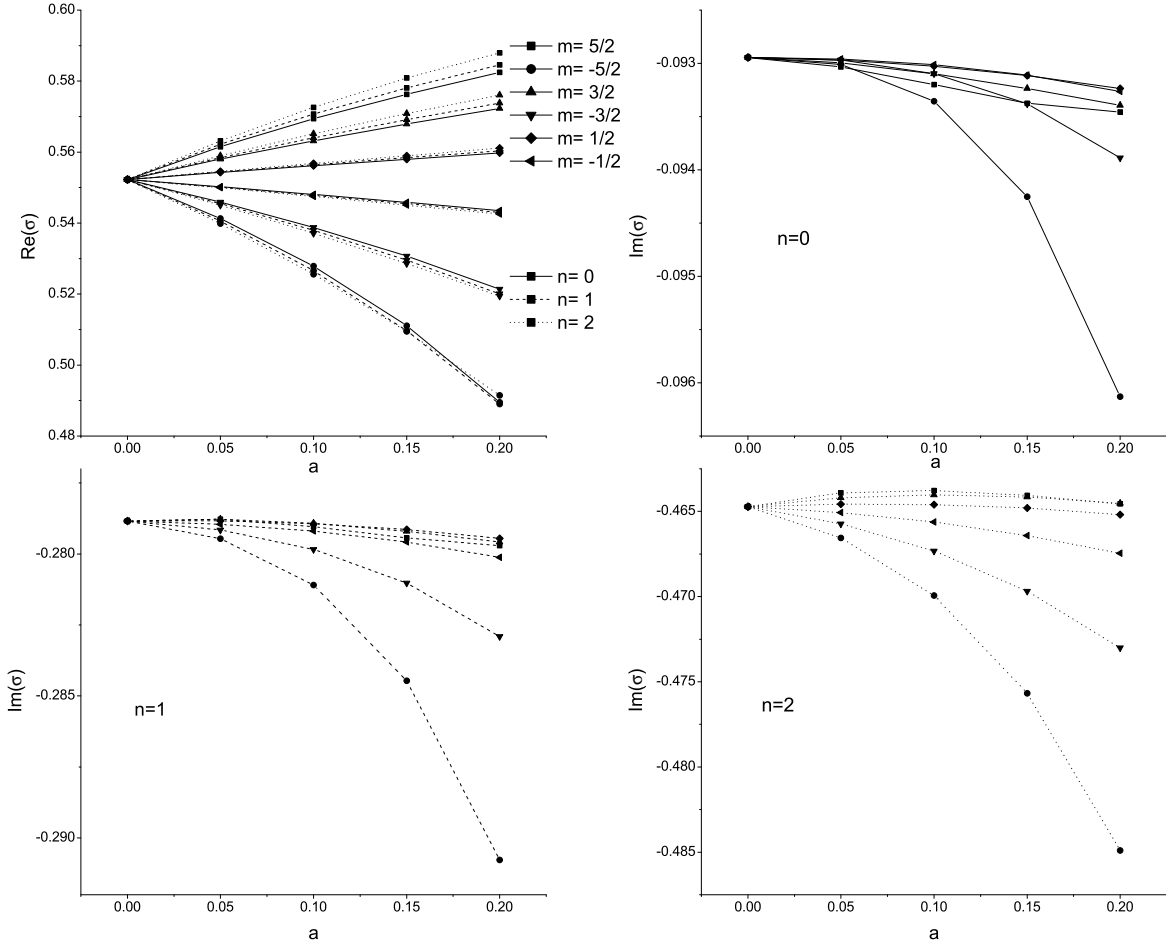 0.60
0.58
0.56
0.54
0.52
0.50
0.48
Re(σ)
0.00 0.05 0.10 0.15 0.20
a
m= 5/2
m= -5/2
m= 3/2
m= -3/2
m= 1/2
m= -1/2
n= 0
n= 1
n= 2
-0.093
-0.094
-0.095
-0.096
Im(σ)
n=0
0.00 0.05 0.10 0.15 0.20
a
-0.280
-0.285
-0.290
Im(σ)
n=1
0.00 0.05 0.10 0.15 0.20
a
-0.465
-0.470
-0.475
-0.480
-0.485
Im(σ)
n=2
0.00 0.05 0.10 0.15 0.20
a